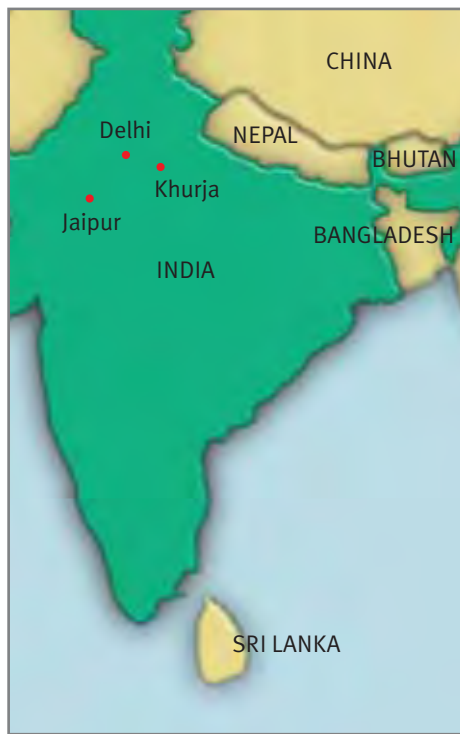 CHINA
Delhi
NEPAL
BHUTAN
Khurja
Jaipur
BANGLADESH
INDIA
SRI LANKA